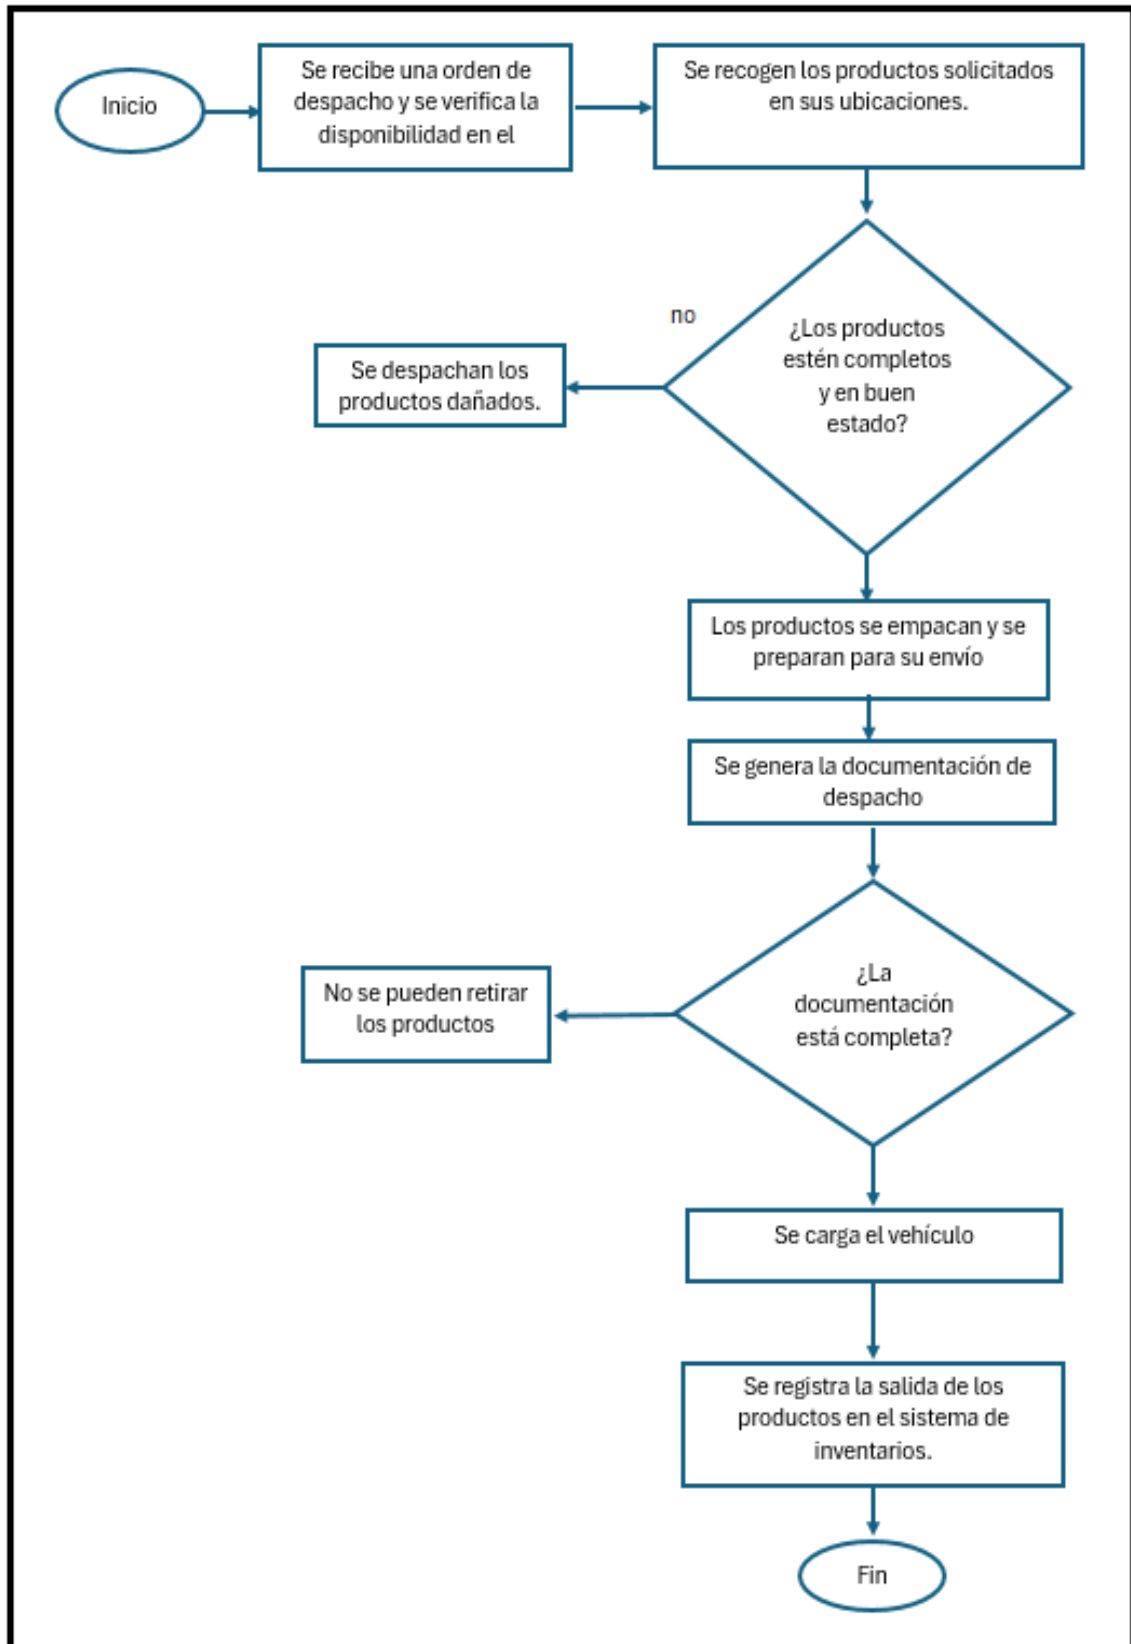 Inicio
Se recibe una orden de
despacho y se verifica la
disponibilidad en el
Se recogen los productos solicitados
en sus ubicaciones.
no
¿Los productos
estén completos
y en buen
estado?
Se despachan los
productos dañados.
Los productos se empacan y se
preparan para su envío
Se genera la documentación de
despacho
¿La
documentación
está completa?
No se pueden retirar
los productos
Se carga el vehículo
Se registra la salida de los
productos en el sistema de
inventarios.
Fin